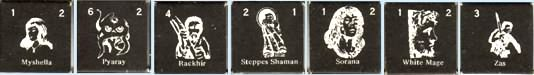 2
Myshella
6 2
Pyaray
4
Rackhir
2 1
Steppes Shaman
1 2
Sorana
1 2
White Mage
3
Zas